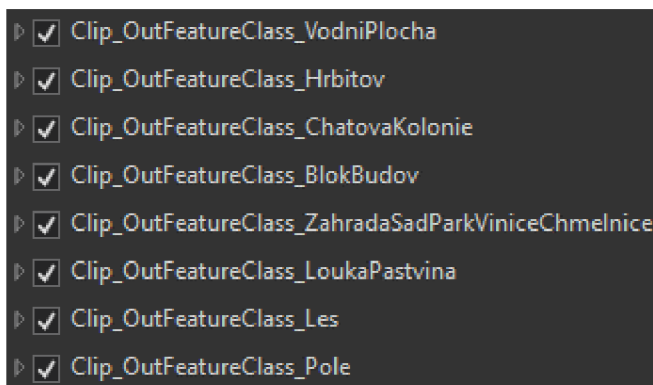 Clip_OutFeatureClass_VodniPlocha
Clip_OutFeatureClass_Hrbitov
Clip_OutFeatureClass_ChatovaKolonie
Clip_OutFeatureClass_BlokBudov
Clip_OutFeatureClass_ZahradaSadParkViniceChmelnice
Clip_OutFeatureClass_LoukaPastvina
Clip_OutFeatureClass_Les
Clip_OutFeatureClass_Pole